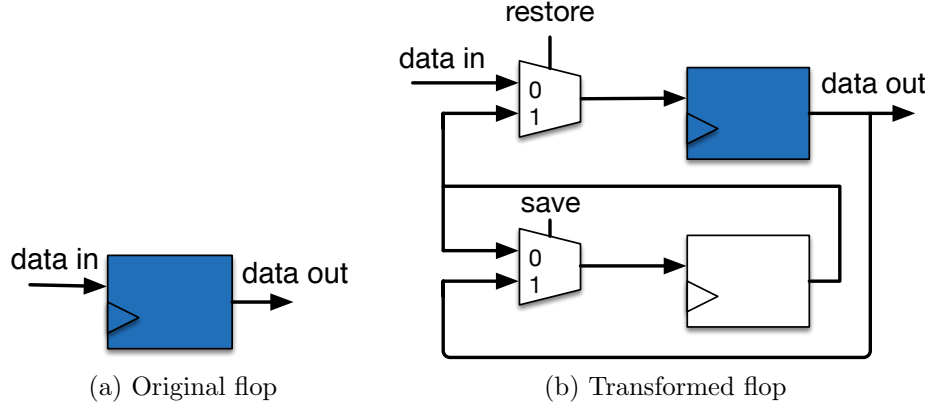 restore
data in
0
1
data out
save
0
1
data in
data out
(a) Original flop
(b) Transformed flop